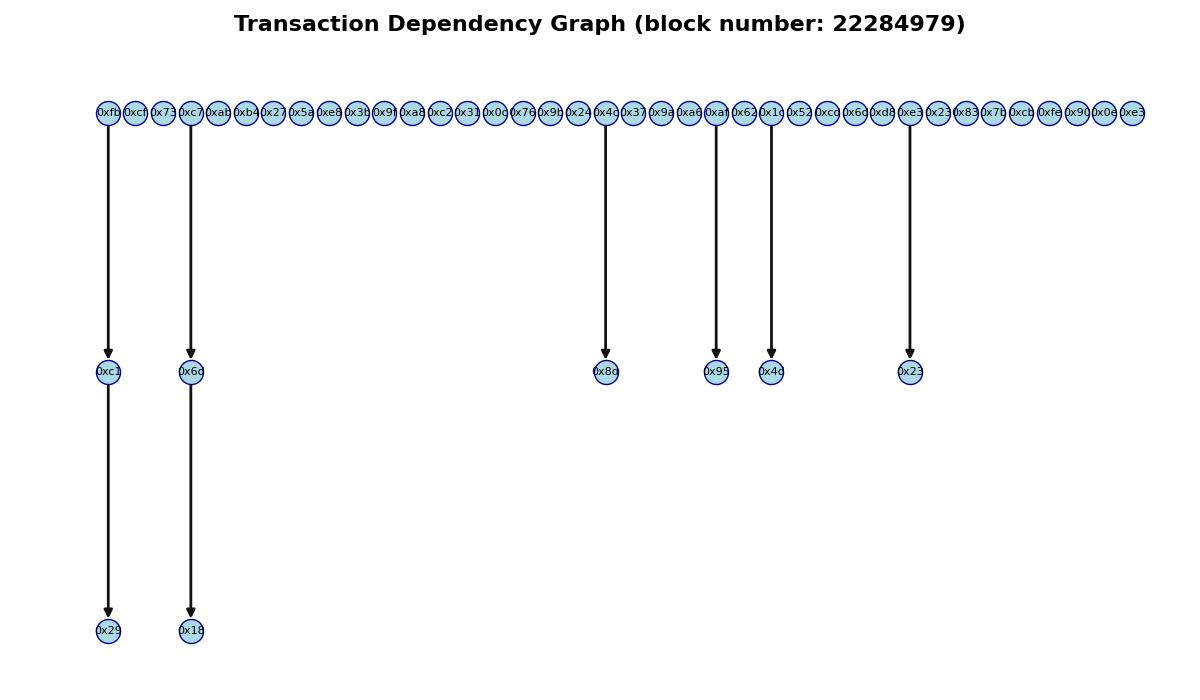 Transaction Dependency Graph (block number: 22284979)
0xfb 0xcf 0x73 0xc7 0xab 0xb4 0x27 0x5a 0xe8 0x3b 0x9f 0xa8 0xc2 0x31 0x0c 0x76 0x9b 0x24 0x4c 0x37 0x9a 0xa6 0xaf 0x62 0x1c 0x52 0xcd 0x6d 0xd8 0xe3 0x23 0x83 0x7b 0xcb 0xfe 0x90 0x0e 0xe3
0xc1 0x6d 0x8d 0x95 0x4d 0x23
0x29 0x18